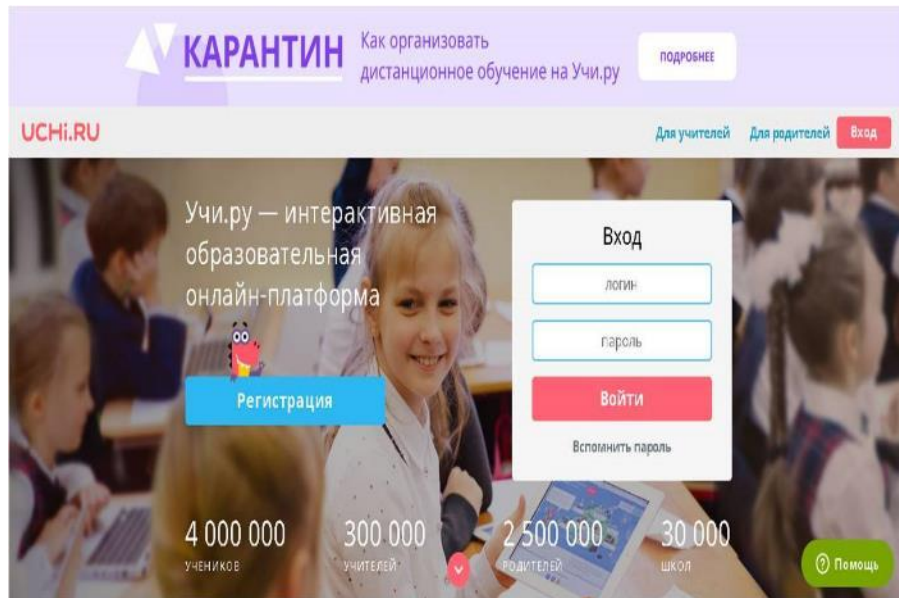 КАРАНТИН
Как организовать
дистанционное обучение на Учи.ру
ПОДРОБНЕЕ
UCHi.RU
Для учителей
Для родителей
Вход
Учи.ру — интерактивная
образовательная
онлайн-платформа
Регистрация
Вход
логин
пароль
Войти
Вспомнить пароль
4 000 000
УЧЕНИКОВ
300 000
УЧИТЕЛЕЙ
2 500 000
РОДИТЕЛЕЙ
30 000
ШКОЛ
Помощь